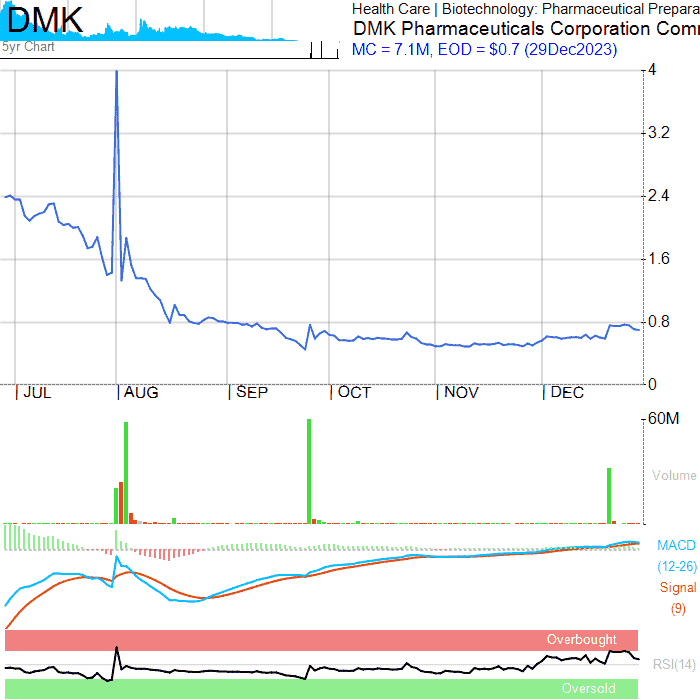 DMK
5yr Chart
Health Care | Biotechnology: Pharmaceutical Prepara
DMK Pharmaceuticals Corporation Com
MC = 7.1M, EOD = $0.7 (29Dec2023)
4
3.2
2.4
1.6
0.8
0
JUL AUG SEP OCT NOV DEC
60M
Volume
MACD
(12-26)
Signal
(9)
Overbought
RSI(14)
Oversold